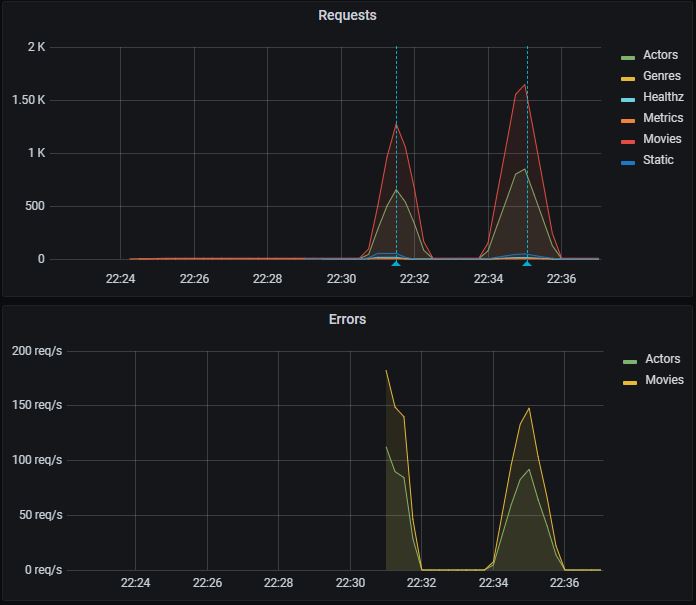 Requests
2 K
1.50 K
1 K
500
0
22:24 22:26 22:28 22:30 22:32 22:34 22:36
Actors
Genres
Healthz
Metrics
Movies
Static
Errors
200 req/s
150 req/s
100 req/s
50 req/s
0 req/s
22:24 22:26 22:28 22:30 22:32 22:34 22:36
Actors
Movies